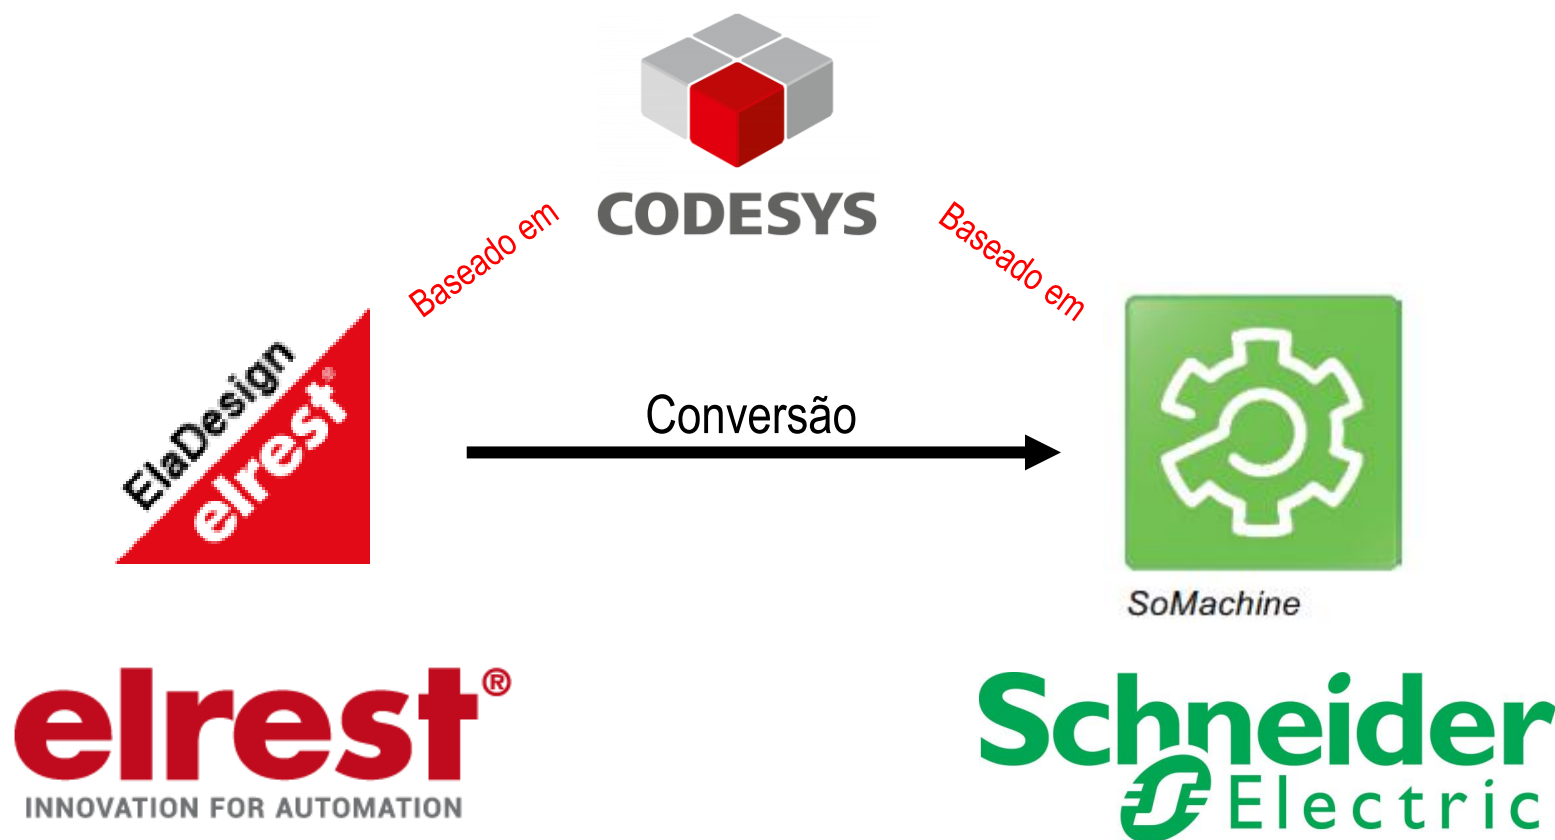 CODESYS
Baseado em
Baseado em
ElaDesign
elrest®
Conversão
SoMachine
elrest®
INNOVATION FOR AUTOMATION
Schneider
Electric